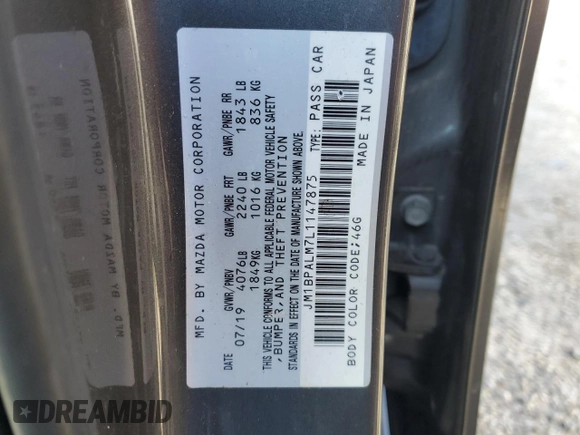 MFD. BY MAZDA MOTOR CORPORATION
DATE GVWR/PNBV GAWR/PNBE FRT GAWR/PNBE RR
07/19 4076LB 2240 LB 1843 LB
1849KG 1016 KG 836 KG
THIS VEHICLE CONFORMS TO ALL APPLICABLE FEDERAL MOTOR VEHICLE SAFETY
,BUMPER,AND THEFT PREVENTION
STANDARDS IN EFFECT ON THE DATE OF MANUFACTURE SHOWN ABOVE.
JM1BPALM7L1147875 TYPE: PASS CAR
BODY COLOR CODE:46G MADE IN JAPAN
DREAMBID